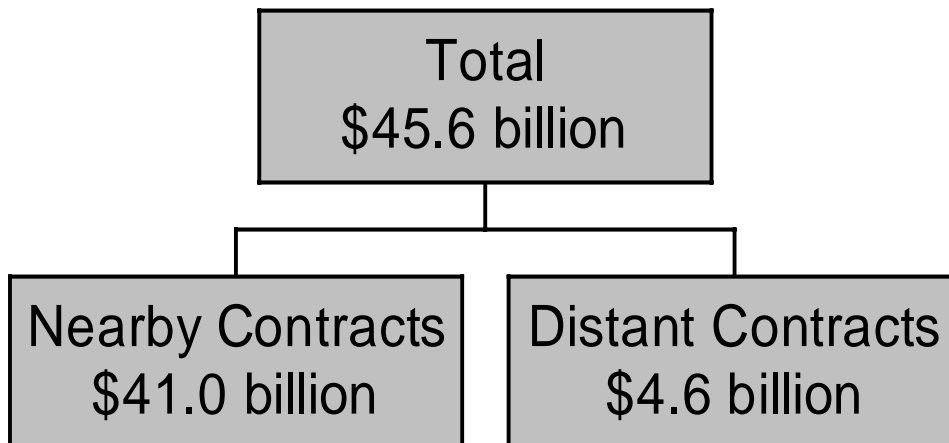 Total
$45.6 billion
Nearby Contracts
$41.0 billion
Distant Contracts
$4.6 billion